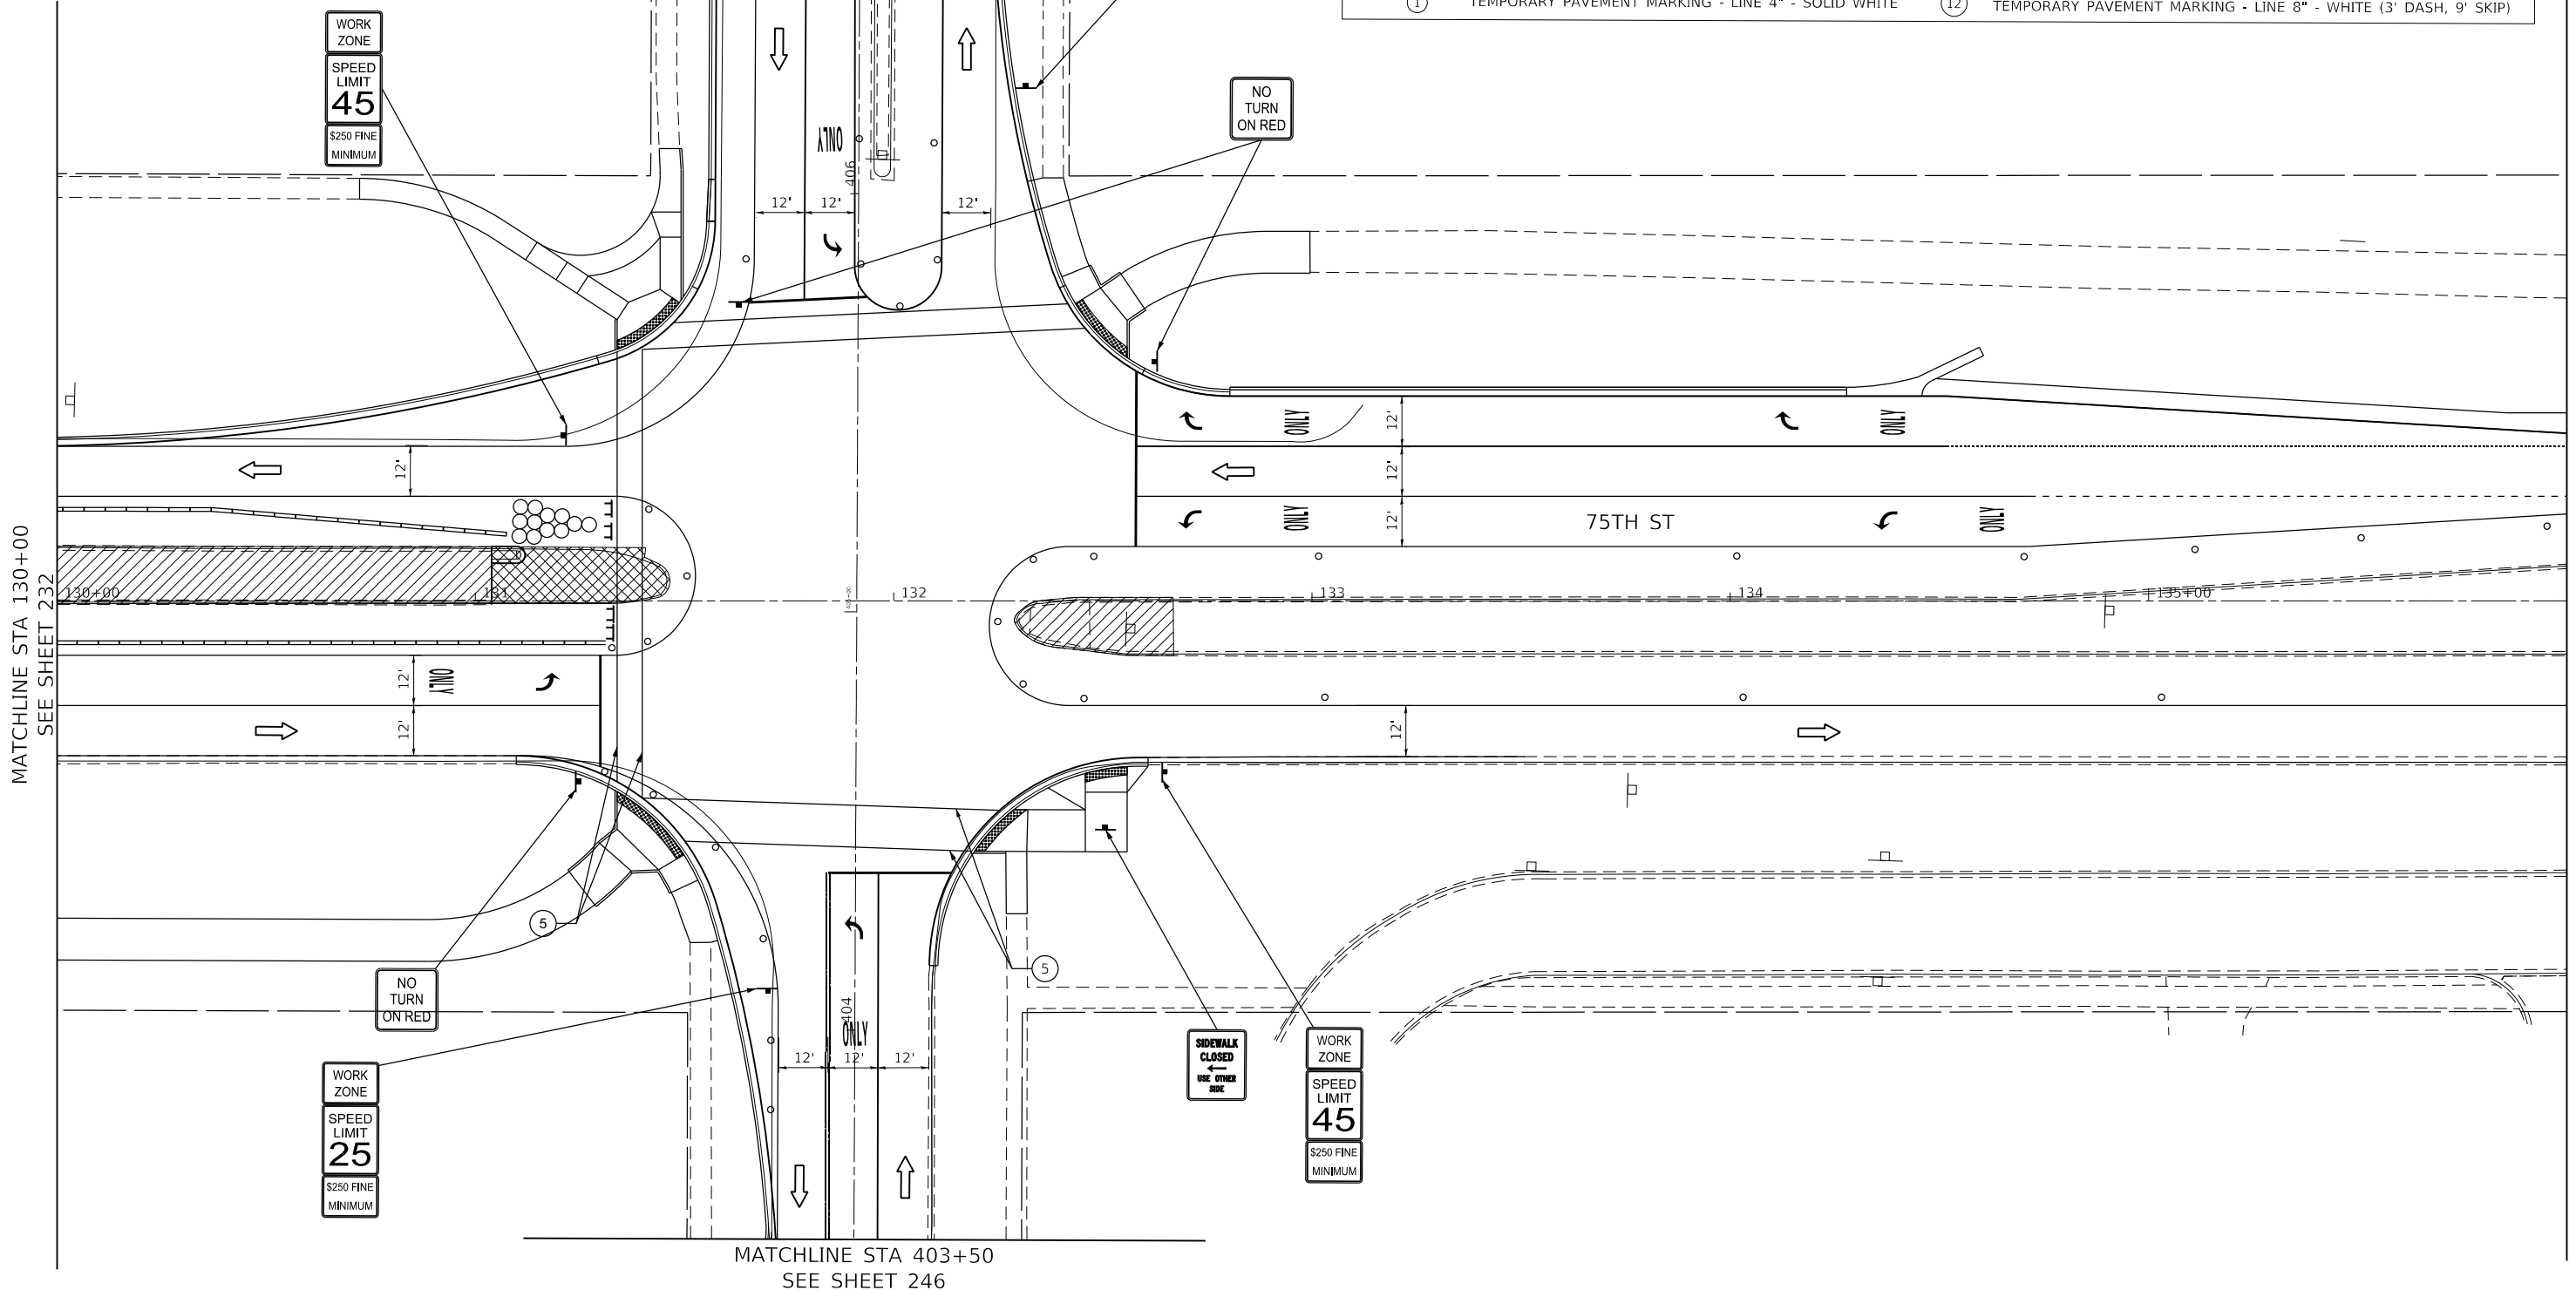 1 TEMPORARY PAVEMENT MARKING - LINE 4" - SOLID WHITE
12 TEMPORARY PAVEMENT MARKING - LINE 8" - WHITE (3' DASH, 9' SKIP)
WORK
ZONE
SPEED
LIMIT
45
$250 FINE
MINIMUM
NO
TURN
ON RED
ONLY
406
12' 12' 12'
12'
12'
12'
12'
ONLY
ONLY
ONLY
ONLY
75TH ST
MATCHLINE STA 130+00
SEE SHEET 232
130+00
131
132
133
134
135+00
12'
ONLY
12'
12'
5
5
NO
TURN
ON RED
404
ONLY
12' 12' 12'
WORK
ZONE
SPEED
LIMIT
25
$250 FINE
MINIMUM
SIDEWALK
CLOSED
USE OTHER
SIDE
WORK
ZONE
SPEED
LIMIT
45
$250 FINE
MINIMUM
MATCHLINE STA 403+50
SEE SHEET 246